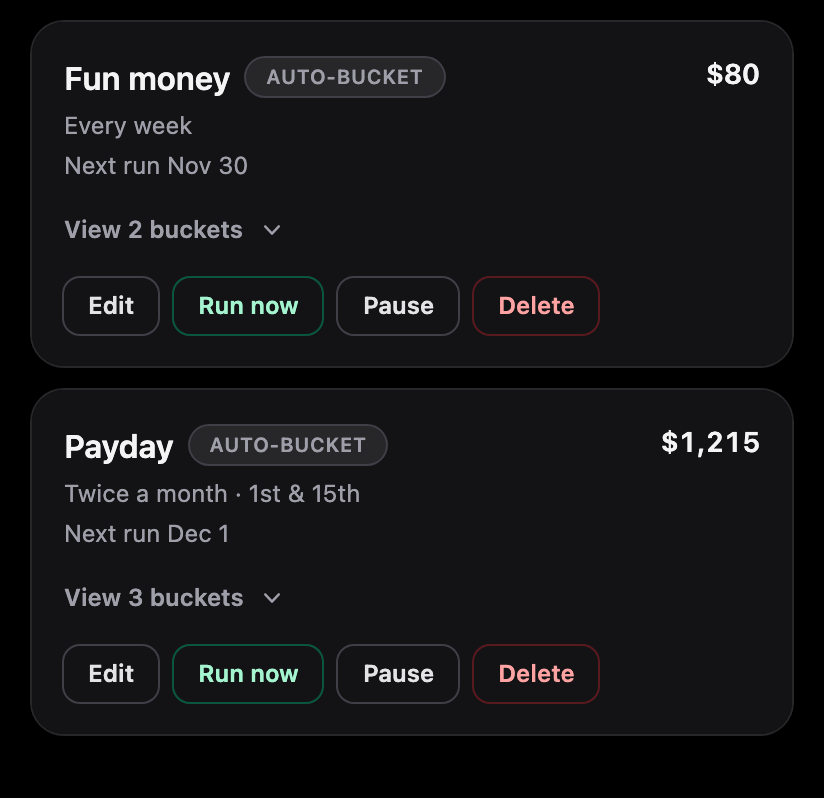 Fun money AUTO-BUCKET $80
Every week
Next run Nov 30
View 2 buckets
Edit Run now Pause Delete
Payday AUTO-BUCKET $1,215
Twice a month · 1st & 15th
Next run Dec 1
View 3 buckets
Edit Run now Pause Delete